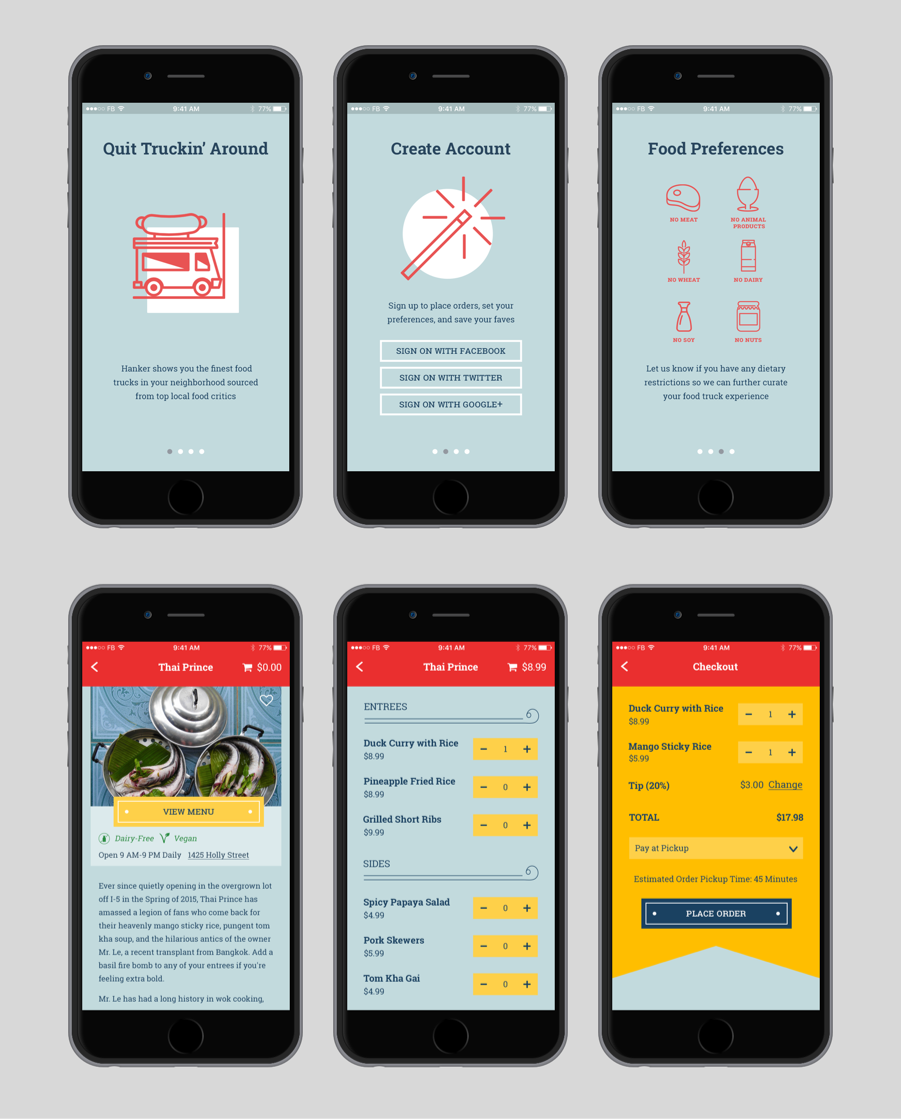 FB 9:41 AM 77%
Quit Truckin’ Around
Hanker shows you the finest food
trucks in your neighborhood sourced
from top local food critics
FB 9:41 AM 77%
Create Account
Sign up to place orders, set your
preferences, and save your faves
SIGN ON WITH FACEBOOK
SIGN ON WITH TWITTER
SIGN ON WITH GOOGLE+
FB 9:41 AM 77%
Food Preferences
NO MEAT
NO ANIMAL
PRODUCTS
NO WHEAT
NO DAIRY
NO SOY
NO NUTS
Let us know if you have any dietary
restrictions so we can further curate
your food truck experience
FB 9:41 AM 77%
Thai Prince $0.00
VIEW MENU
Dairy-Free Vegan
Open 9 AM-9 PM Daily 1425 Holly Street
Ever since quietly opening in the overgrown lot
off I-5 in the Spring of 2015, Thai Prince has
amassed a legion of fans who come back for
their heavenly mango sticky rice, pungent tom
kha soup, and the hilarious antics of the owner
Mr. Le, a recent transplant from Bangkok. Add a
basil fire bomb to any of your entrees if you're
feeling extra bold.
Mr. Le has had a long history in wok cooking,
FB 9:41 AM 77%
Thai Prince $8.99
ENTREES
Duck Curry with Rice
$8.99
− 1 +
Pineapple Fried Rice
$8.99
− 0 +
Grilled Short Ribs
$9.99
− 0 +
SIDES
Spicy Papaya Salad
$4.99
− 0 +
Pork Skewers
$5.99
− 0 +
Tom Kha Gai
$4.99
− 0 +
FB 9:41 AM 77%
Checkout
Duck Curry with Rice
$8.99
− 1 +
Mango Sticky Rice
$5.99
− 1 +
Tip (20%) $3.00 Change
TOTAL $17.98
Pay at Pickup
Estimated Order Pickup Time: 45 Minutes
PLACE ORDER